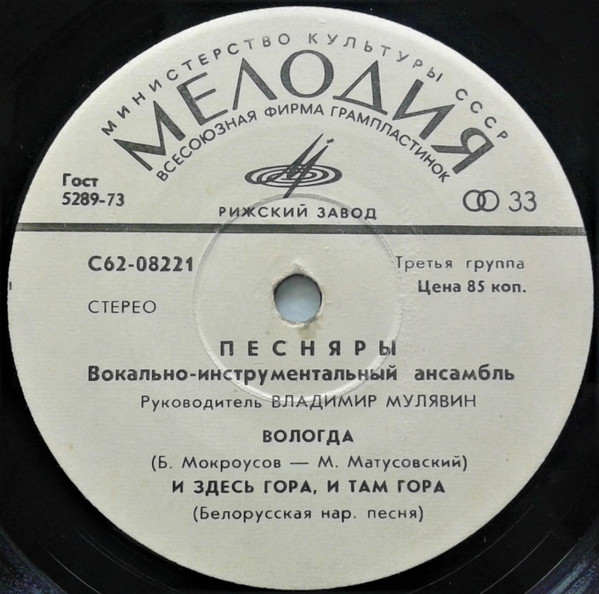 МИНИСТЕРСТВО КУЛЬТУРЫ СССР
МЕЛОДИЯ
ВСЕСОЮЗНАЯ ФИРМА ГРАМПЛАСТИНОК
Гост
5289-73
33
РИЖСКИЙ ЗАВОД
С62-08221
Третья группа
Цена 85 коп.
СТЕРЕО
ПЕСНЯРЫ
Вокально-инструментальный ансамбль
Руководитель ВЛАДИМИР МУЛЯВИН
ВОЛОГДА
(Б. Мокроусов — М. Матусовский)
И ЗДЕСЬ ГОРА, И ТАМ ГОРА
(Белорусская нар. песня)